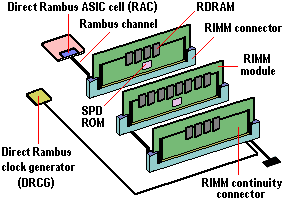 Direct Rambus ASIC cell (RAC)
RDRAM
Rambus channel
RIMM connector
RIMM
module
SPD
ROM
Direct Rambus
clock generator
(DRCG)
RIMM continuity
connector